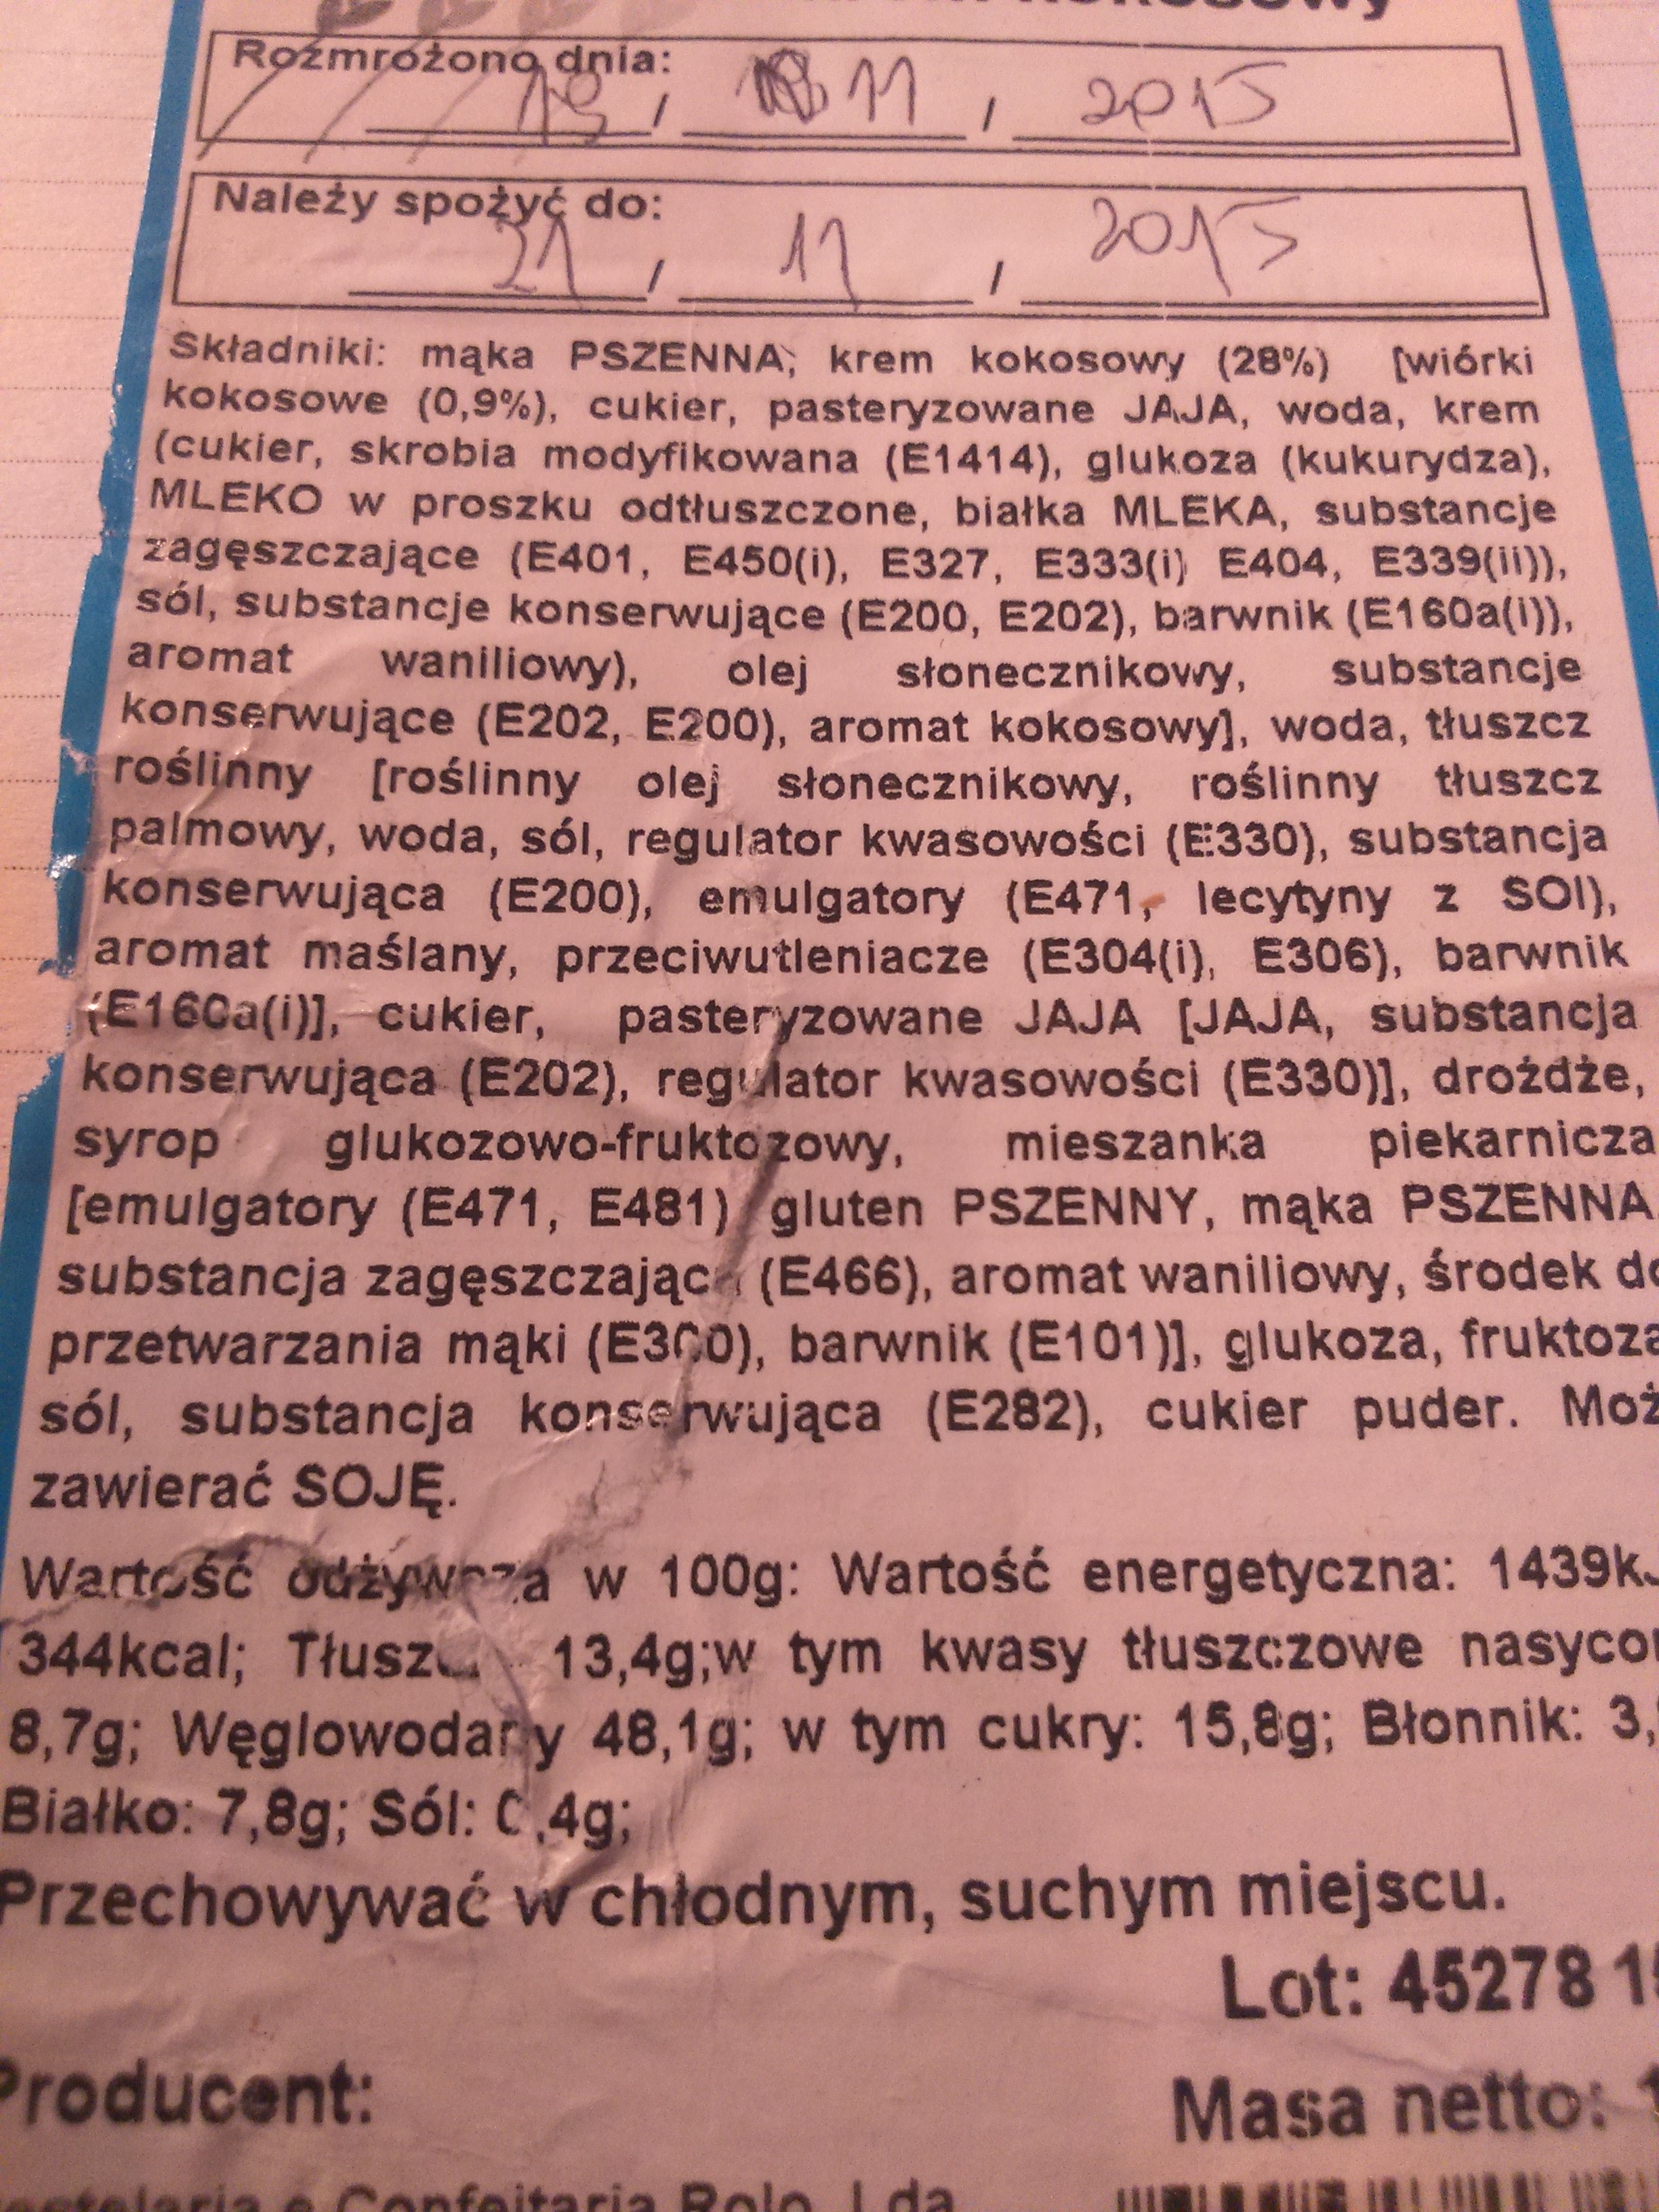 kokosowy
Rozmrożono dnia:
19 / 11 / 2015
Należy spożyć do:
21 / 11 / 2015
Składniki: mąka PSZENNA, krem kokosowy (28%) [wiórki
kokosowe (0,9%), cukier, pasteryzowane JAJA, woda, krem
(cukier, skrobia modyfikowana (E1414), glukoza (kukurydza),
MLEKO w proszku odtłuszczone, białka MLEKA, substancje
zagęszczające (E401, E450(i), E327, E333(i) E404, E339(ii)),
sól, substancje konserwujące (E200, E202), barwnik (E160a(i)),
aromat waniliowy), olej słonecznikowy, substancje
konserwujące (E202, E200), aromat kokosowy], woda, tłuszcz
roślinny [roślinny olej słonecznikowy, roślinny tłuszcz
palmowy, woda, sól, regulator kwasowości (E330), substancja
konserwująca (E200), emulgatory (E471, lecytyny z SOI),
aromat maślany, przeciwutleniacze (E304(i), E306), barwnik
(E160a(i)], cukier, pasteryzowane JAJA [JAJA, substancja
konserwująca (E202), regulator kwasowości (E330)], drożdże,
syrop glukozowo-fruktozowy, mieszanka piekarnicza
[emulgatory (E471, E481) gluten PSZENNY, mąka PSZENNA,
substancja zagęszczająca (E466), aromat waniliowy, środek do
przetwarzania mąki (E300), barwnik (E101)], glukoza, fruktoza
sól, substancja konserwująca (E282), cukier puder. Moż
zawierać SOJĘ.
Wartość odżywcza w 100g: Wartość energetyczna: 1439kJ
344kcal; Tłuszcz 13,4g;w tym kwasy tłuszczowe nasyco
8,7g; Węglowodany 48,1g; w tym cukry: 15,8g; Błonnik: 3,
Białko: 7,8g; Sól: 0,4g;
Przechowywać w chłodnym, suchym miejscu.
Lot: 45278
Producent:
Masa netto:
e Confeitaria Rolo, Lda